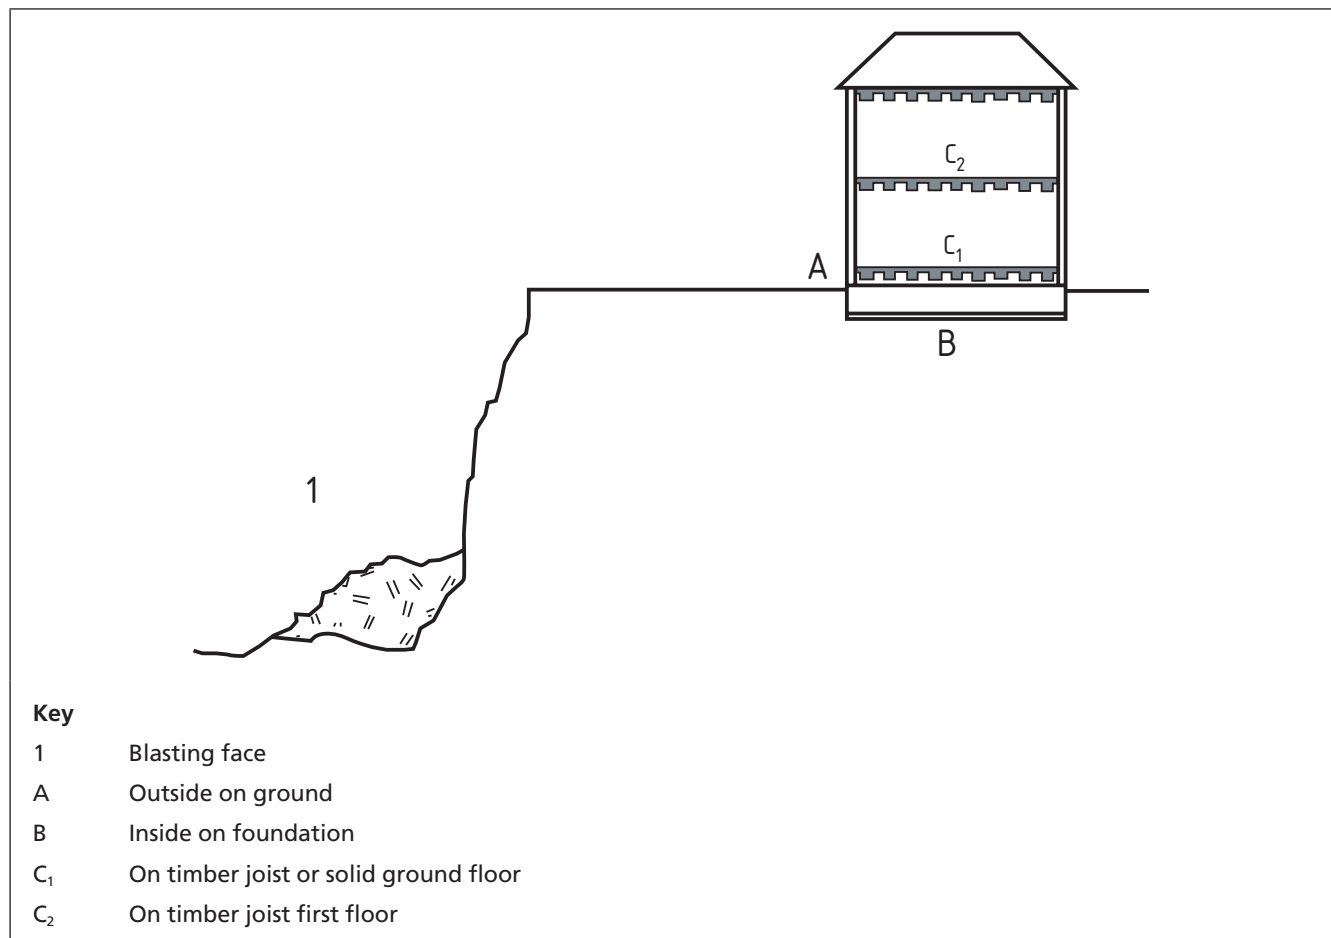 C₂
C₁
A
B
1
Key
1 Blasting face
A Outside on ground
B Inside on foundation
C₁ On timber joist or solid ground floor
C₂ On timber joist first floor